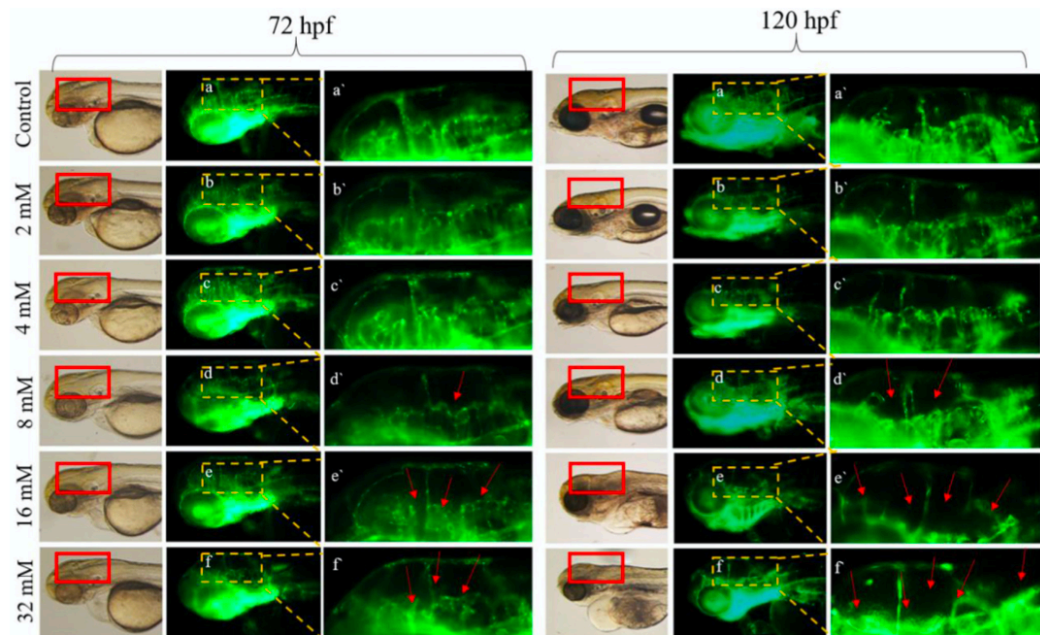 72 hpf
120 hpf
Control
a
a`
a
a`
2 mM
b
b`
b
b`
4 mM
c
c`
c
c`
8 mM
d
d`
d
d`
16 mM
e
e`
e
e`
32 mM
f
f
f
f